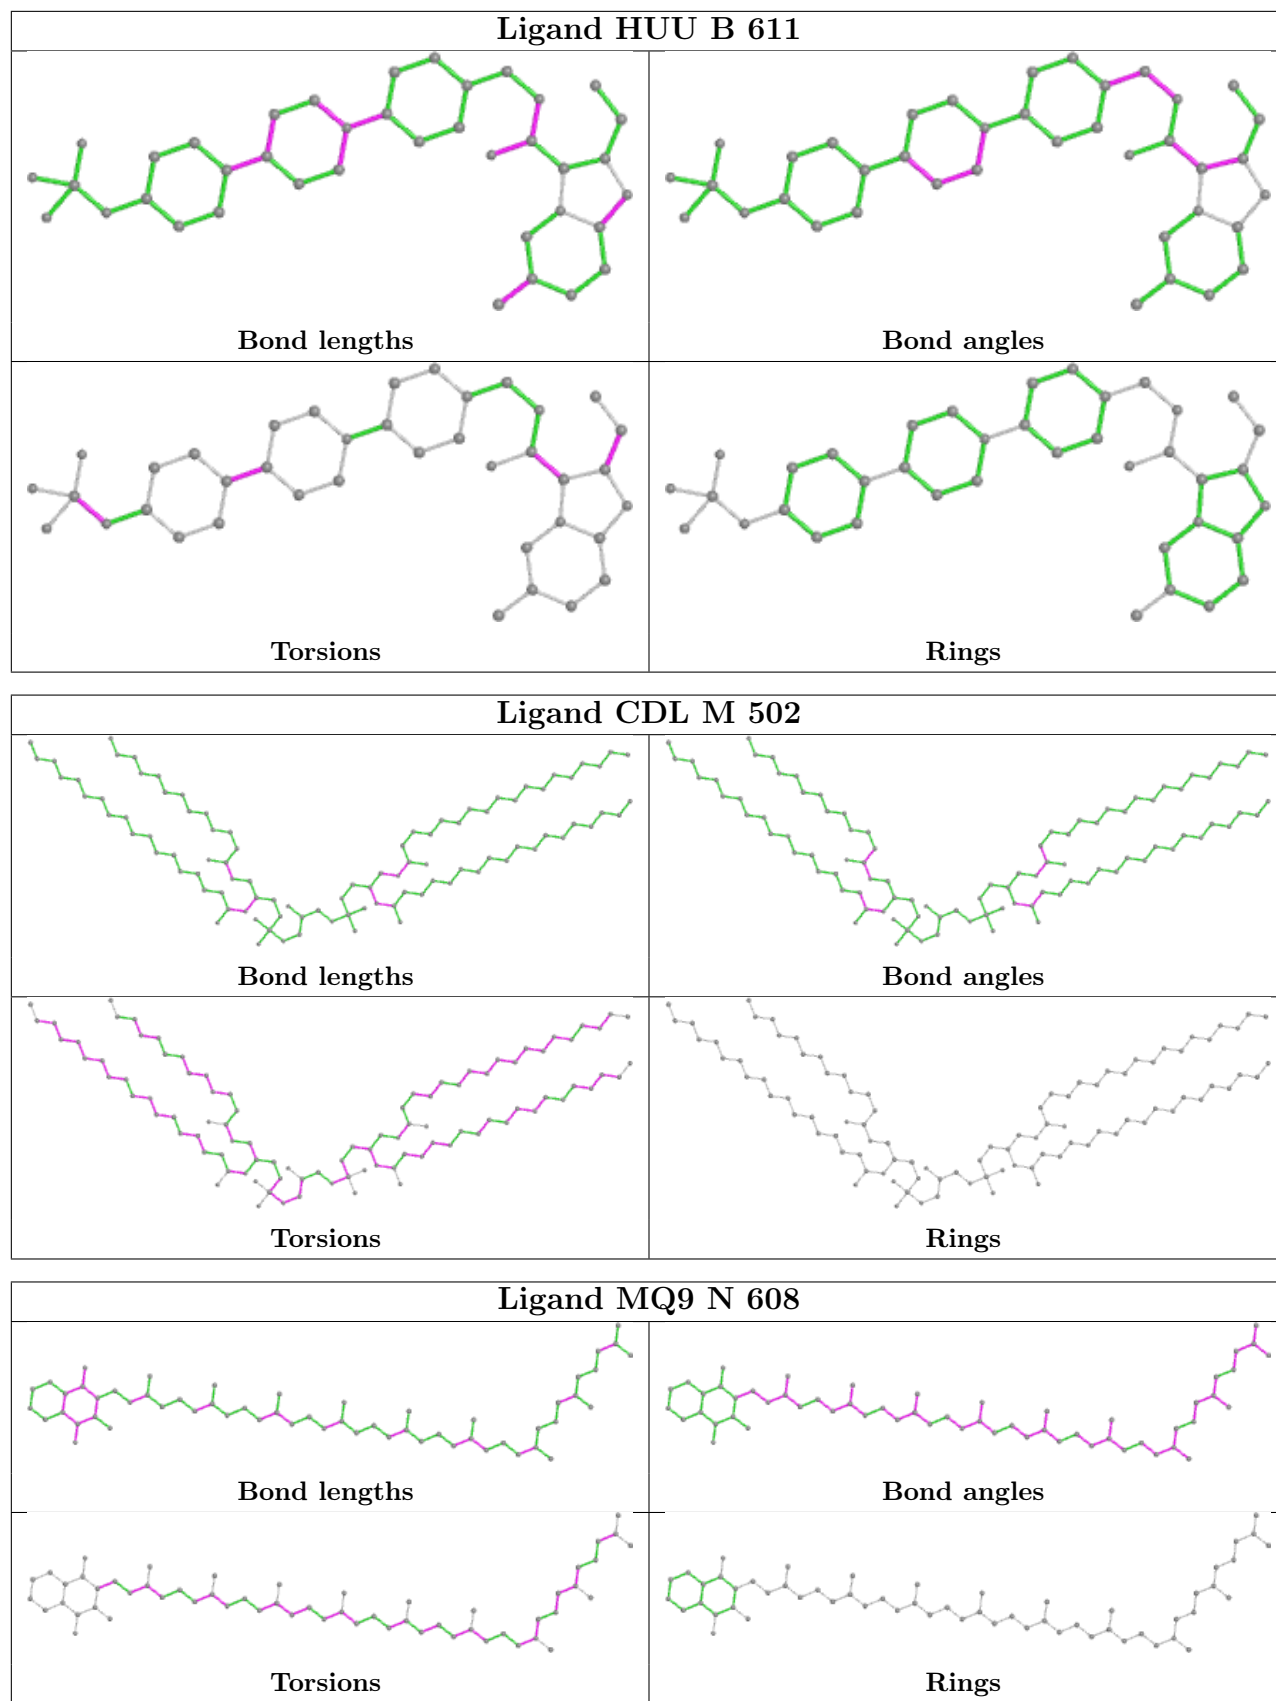 Ligand HUU B 611
Bond lengths
Bond angles
Torsions
Rings
Ligand CDL M 502
Bond lengths
Bond angles
Torsions
Rings
Ligand MQ9 N 608
Bond lengths
Bond angles
Torsions
Rings